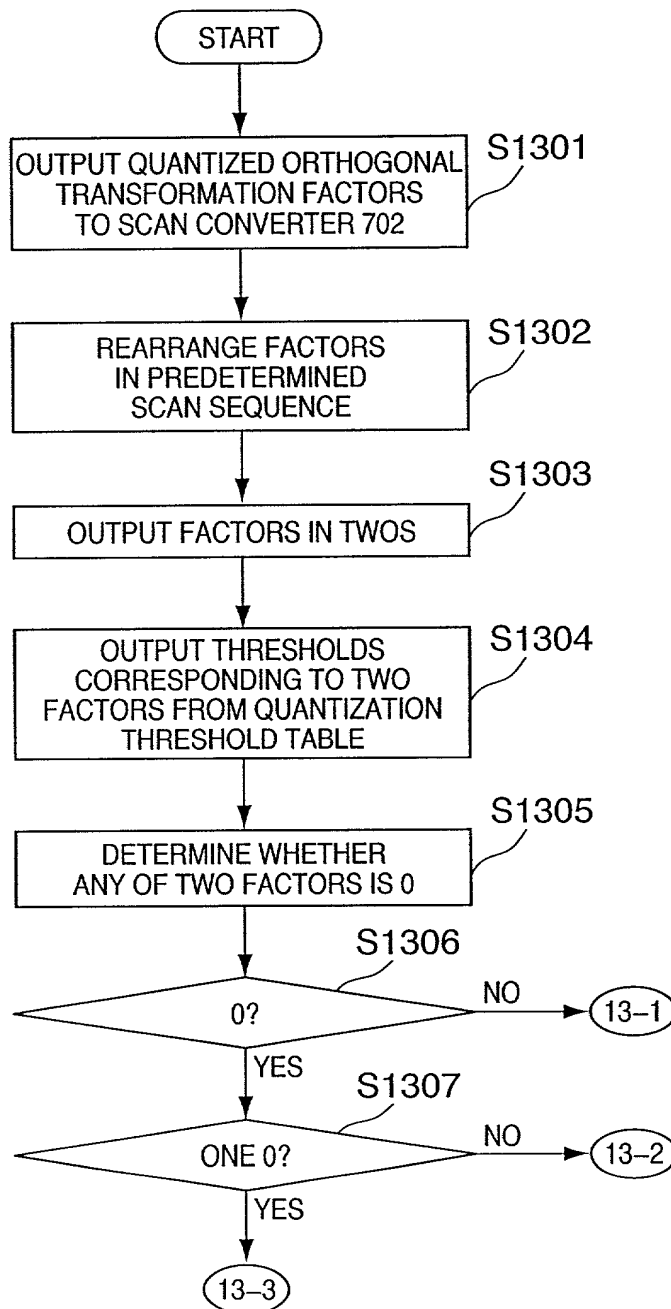 START
S1301
OUTPUT QUANTIZED ORTHOGONAL
TRANSFORMATION FACTORS
TO SCAN CONVERTER 702
S1302
REARRANGE FACTORS
IN PREDETERMINED
SCAN SEQUENCE
S1303
OUTPUT FACTORS IN TWOS
S1304
OUTPUT THRESHOLDS
CORRESPONDING TO TWO
FACTORS FROM QUANTIZATION
THRESHOLD TABLE
S1305
DETERMINE WHETHER
ANY OF TWO FACTORS IS 0
S1306
0?
NO
13-1
YES
S1307
ONE 0?
NO
13-2
YES
13-3